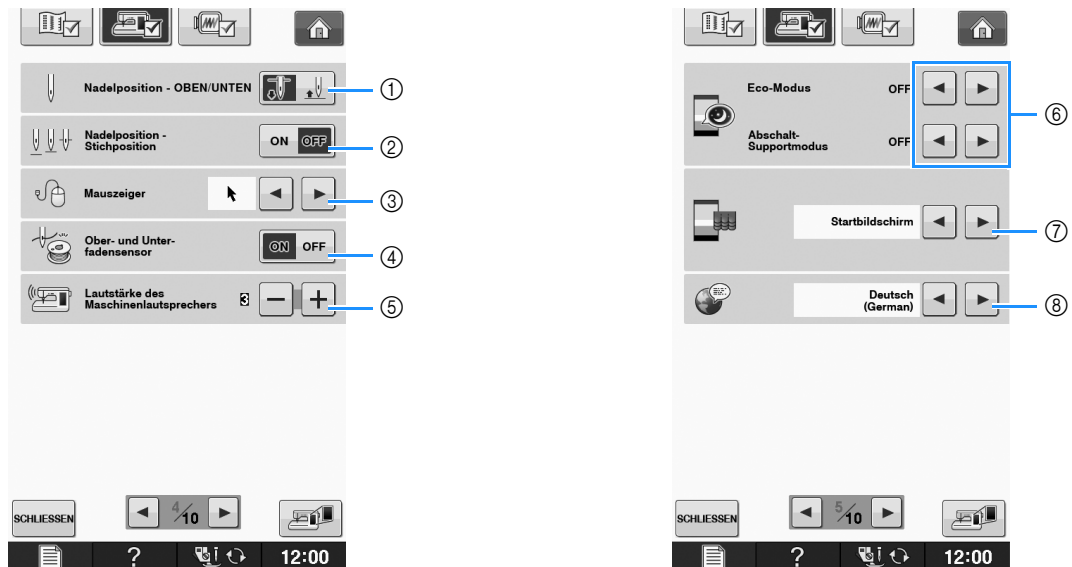 Nadelposition - OBEN/UNTEN
①
Nadelposition -
Stichposition
ON OFF
②
Mauszeiger
③
Ober- und Unter-
fadensensor
ON OFF
④
Lautstärke des
Maschinenlautsprechers
3 − +
⑤
SCHLIESSEN
4/10
? 12:00
Eco-Modus OFF
Abschalt-
Supportmodus OFF
⑥
Startbildschirm
⑦
Deutsch
(German)
⑧
SCHLIESSEN
5/10
? 12:00